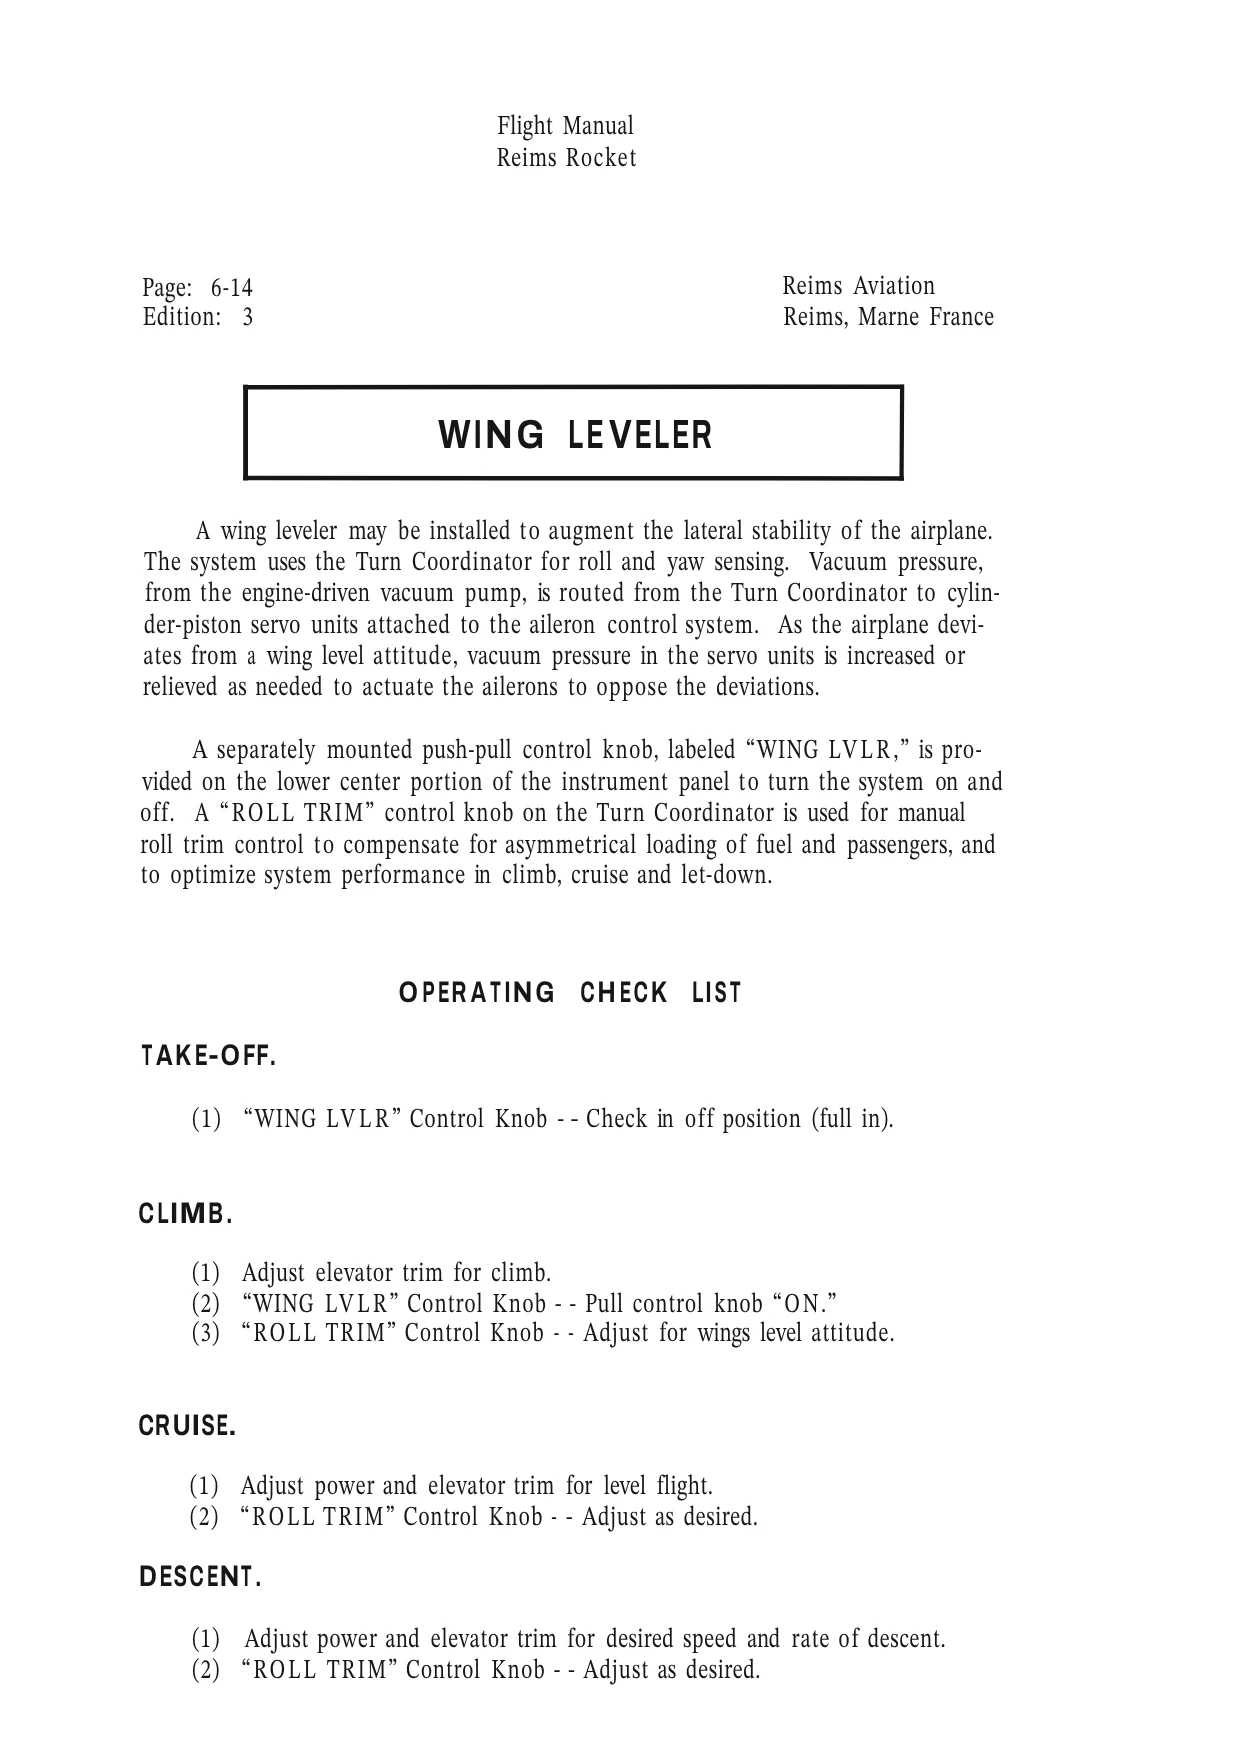 Flight Manual
Reims Rocket
Page: 6-14
Edition: 3
Reims Aviation
Reims, Marne France
WING LEVELER
A wing leveler may be installed to augment the lateral stability of the airplane.
The system uses the Turn Coordinator for roll and yaw sensing. Vacuum pressure,
from the engine-driven vacuum pump, is routed from the Turn Coordinator to cylin-
der-piston servo units attached to the aileron control system. As the airplane devi-
ates from a wing level attitude, vacuum pressure in the servo units is increased or
relieved as needed to actuate the ailerons to oppose the deviations.
A separately mounted push-pull control knob, labeled “WING LVLR,” is pro-
vided on the lower center portion of the instrument panel to turn the system on and
off. A “ROLL TRIM” control knob on the Turn Coordinator is used for manual
roll trim control to compensate for asymmetrical loading of fuel and passengers, and
to optimize system performance in climb, cruise and let-down.
OPERATING CHECK LIST
TAKE-OFF.
(1) “WING LVLR” Control Knob - - Check in off position (full in).
CLIMB.
(1) Adjust elevator trim for climb.
(2) “WING LVLR” Control Knob - - Pull control knob “ON.”
(3) “ROLL TRIM” Control Knob - - Adjust for wings level attitude.
CRUISE.
(1) Adjust power and elevator trim for level flight.
(2) “ROLL TRIM” Control Knob - - Adjust as desired.
DESCENT.
(1) Adjust power and elevator trim for desired speed and rate of descent.
(2) “ROLL TRIM” Control Knob - - Adjust as desired.